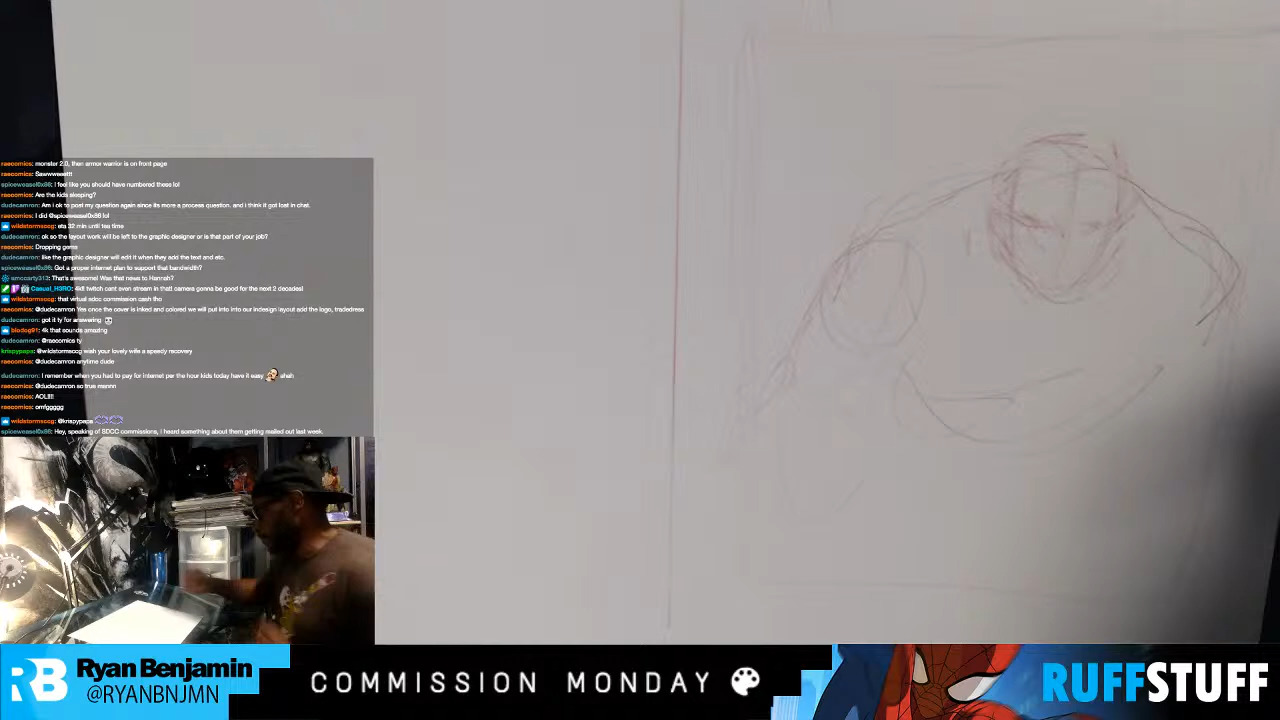 raecomics: monster 2.0, then armor warrior is on front page
raecomics: Sawwweeettt
spiceweasel0x86: I feel like you should have numbered these lol
raecomics: Are the kids sleeping?
dudecamron: Am i ok to post my question again since its more a process question. and i think it got lost in chat.
raecomics: I did @spiceweasel0x86 lol
wildstormsccg: eta 32 min until tea time
dudecamron: ok so the layout work will be left to the graphic designer or is that part of your job?
raecomics: Dropping gems
dudecamron: like the graphic designer will edit it when they add the text and etc.
spiceweasel0x86: Got a proper internet plan to support that bandwidth?
smccarty313: That's awesome! Was that news to Hannah?
Casual_H3RO: 4k!! twitch cant even stream in that! camera gonna be good for the next 2 decades!
wildstormsccg: that virtual sdcc commission cash tho
raecomics: @dudecamron Yes once the cover is inked and colored we will put into into our indesign layout add the logo, tradedress
dudecamron: got it ty for answering
blodog91: 4k that sounds amazing
dudecamron: @raecomics ty
krispypapa: @wildstormsccg wish your lovely wife a speedy recovery
raecomics: @dudecamron anytime dude
dudecamron: I remember when you had to pay for internet per the hour kids today have it easy ahah
raecomics: @dudecamron so true mannn
raecomics: AOL!!!!
raecomics: omfggggg
wildstormsccg: @krispypapa
spiceweasel0x86: Hey, speaking of SDCC commissions, i heard something about them getting mailed out last week.
RB Ryan Benjamin
@RYANBNJMN
COMMISSION MONDAY
RUFFSTUFF